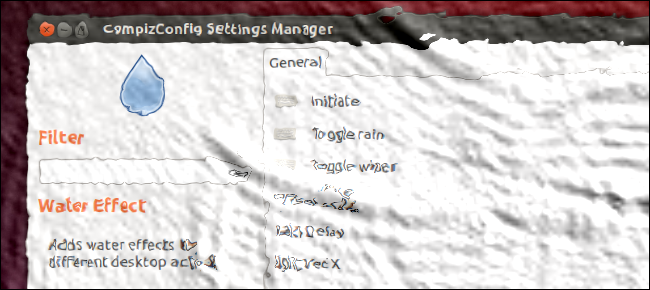 CompizConfig Settings Manager
General
Initiate
Filter
Toggle rain
Toggle wiper
Water Effect
Adds water effects to
different desktop